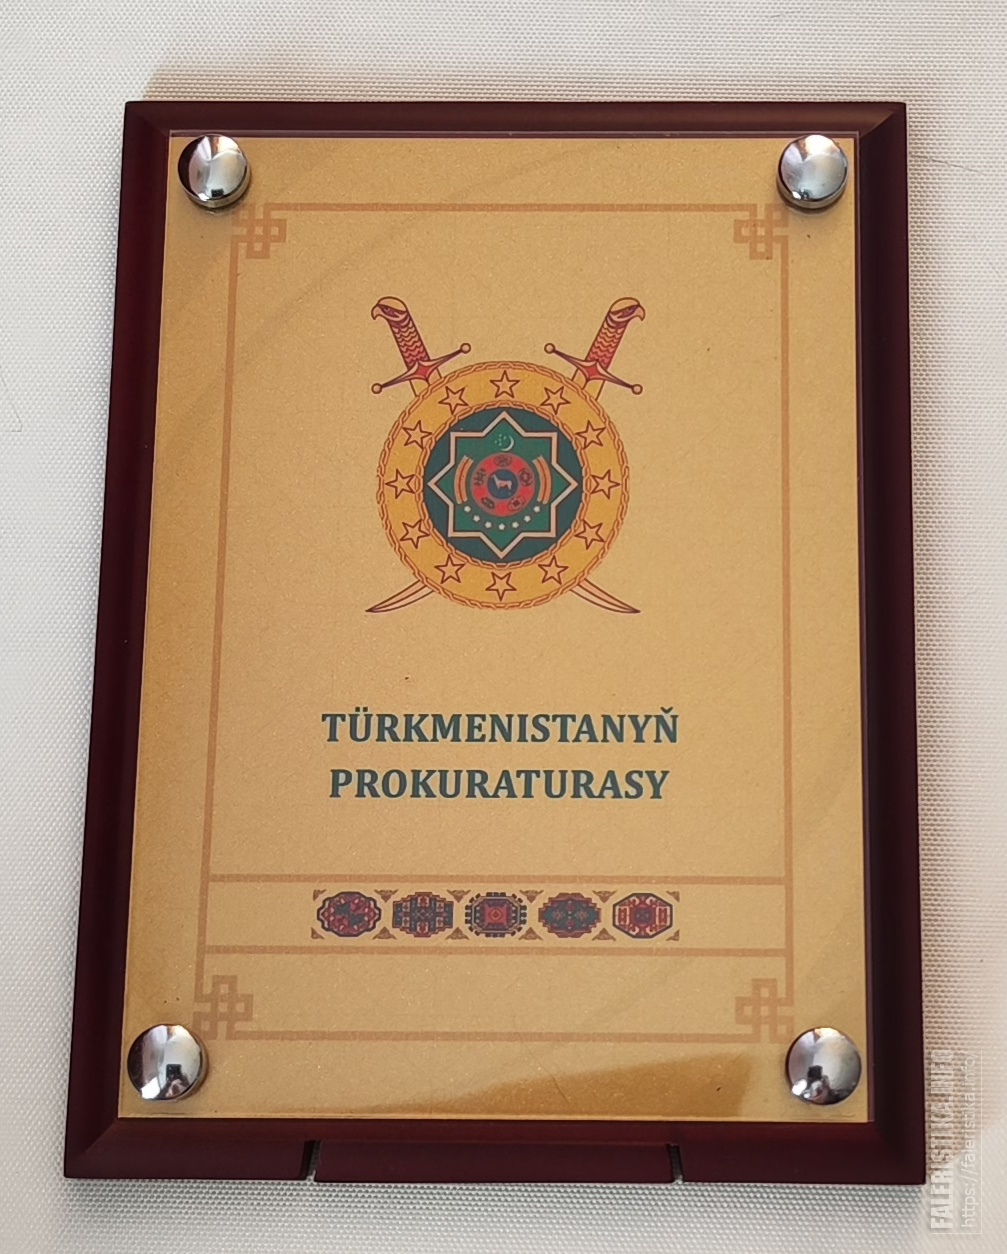 TÜRKMENISTANYŇ
PROKURATURASY
FALERISTIKA.INFO
https://faleristika.info